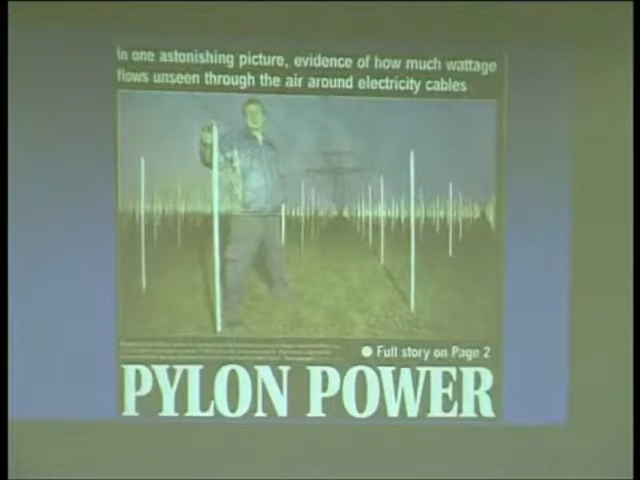 In one astonishing picture, evidence of how much wattage
flows unseen through the air around electricity cables
● Full story on Page 2
PYLON POWER